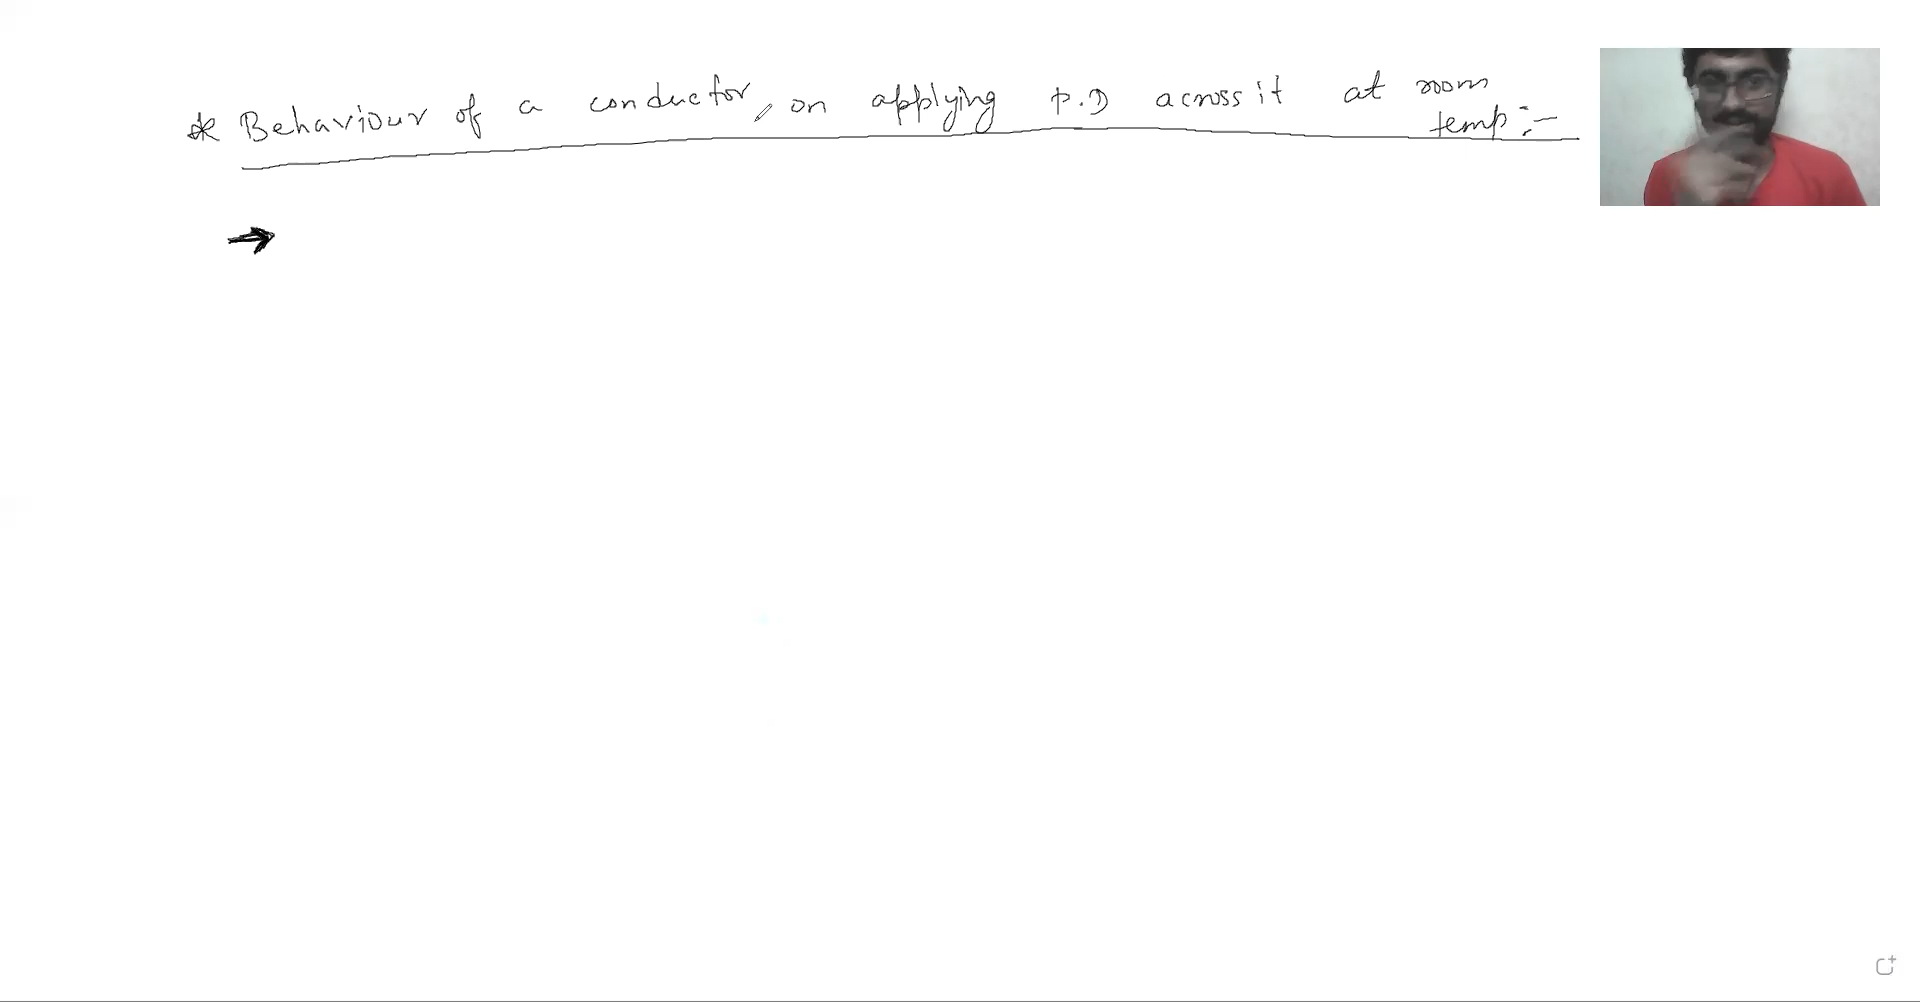 * Behaviour of a conductor, on applying p.D across it at room
temp :-
→